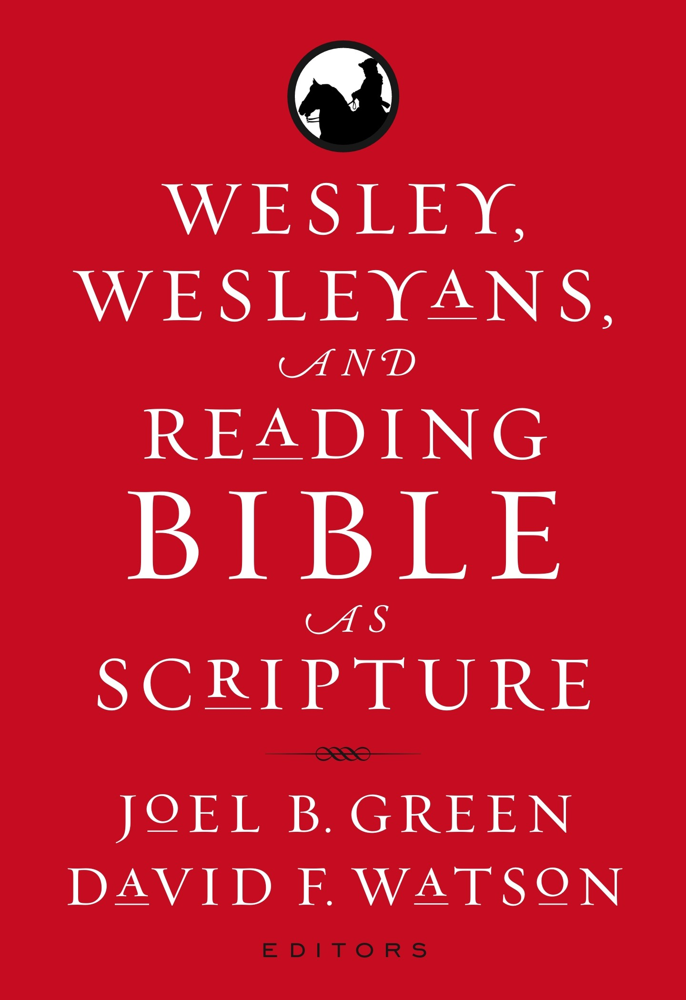 WESLEY,
WESLEYANS,
AND
READING
BIBLE
AS
SCRIPTURE
JOEL B. GREEN
DAVID F. WATSON
EDITORS